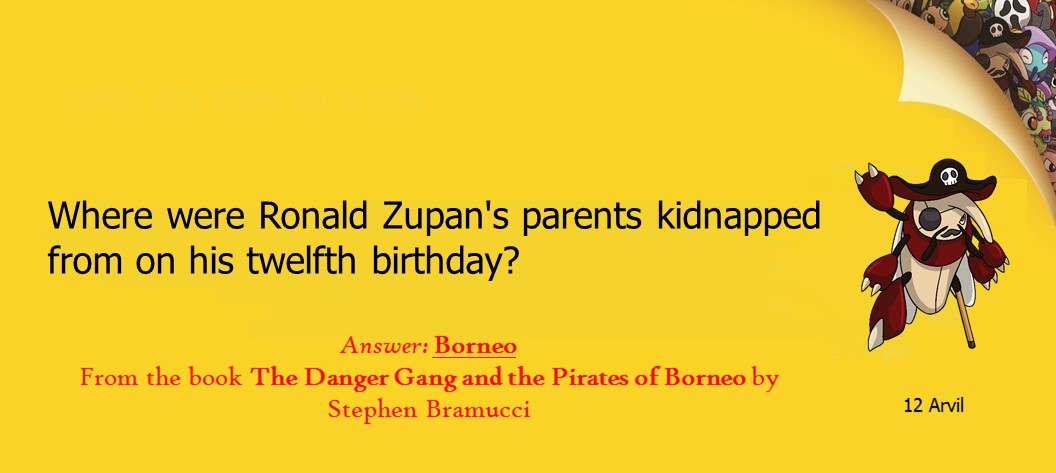 Where were Ronald Zupan's parents kidnapped
from on his twelfth birthday?
Answer: Borneo
From the book The Danger Gang and the Pirates of Borneo by
Stephen Bramucci
12 Arvil